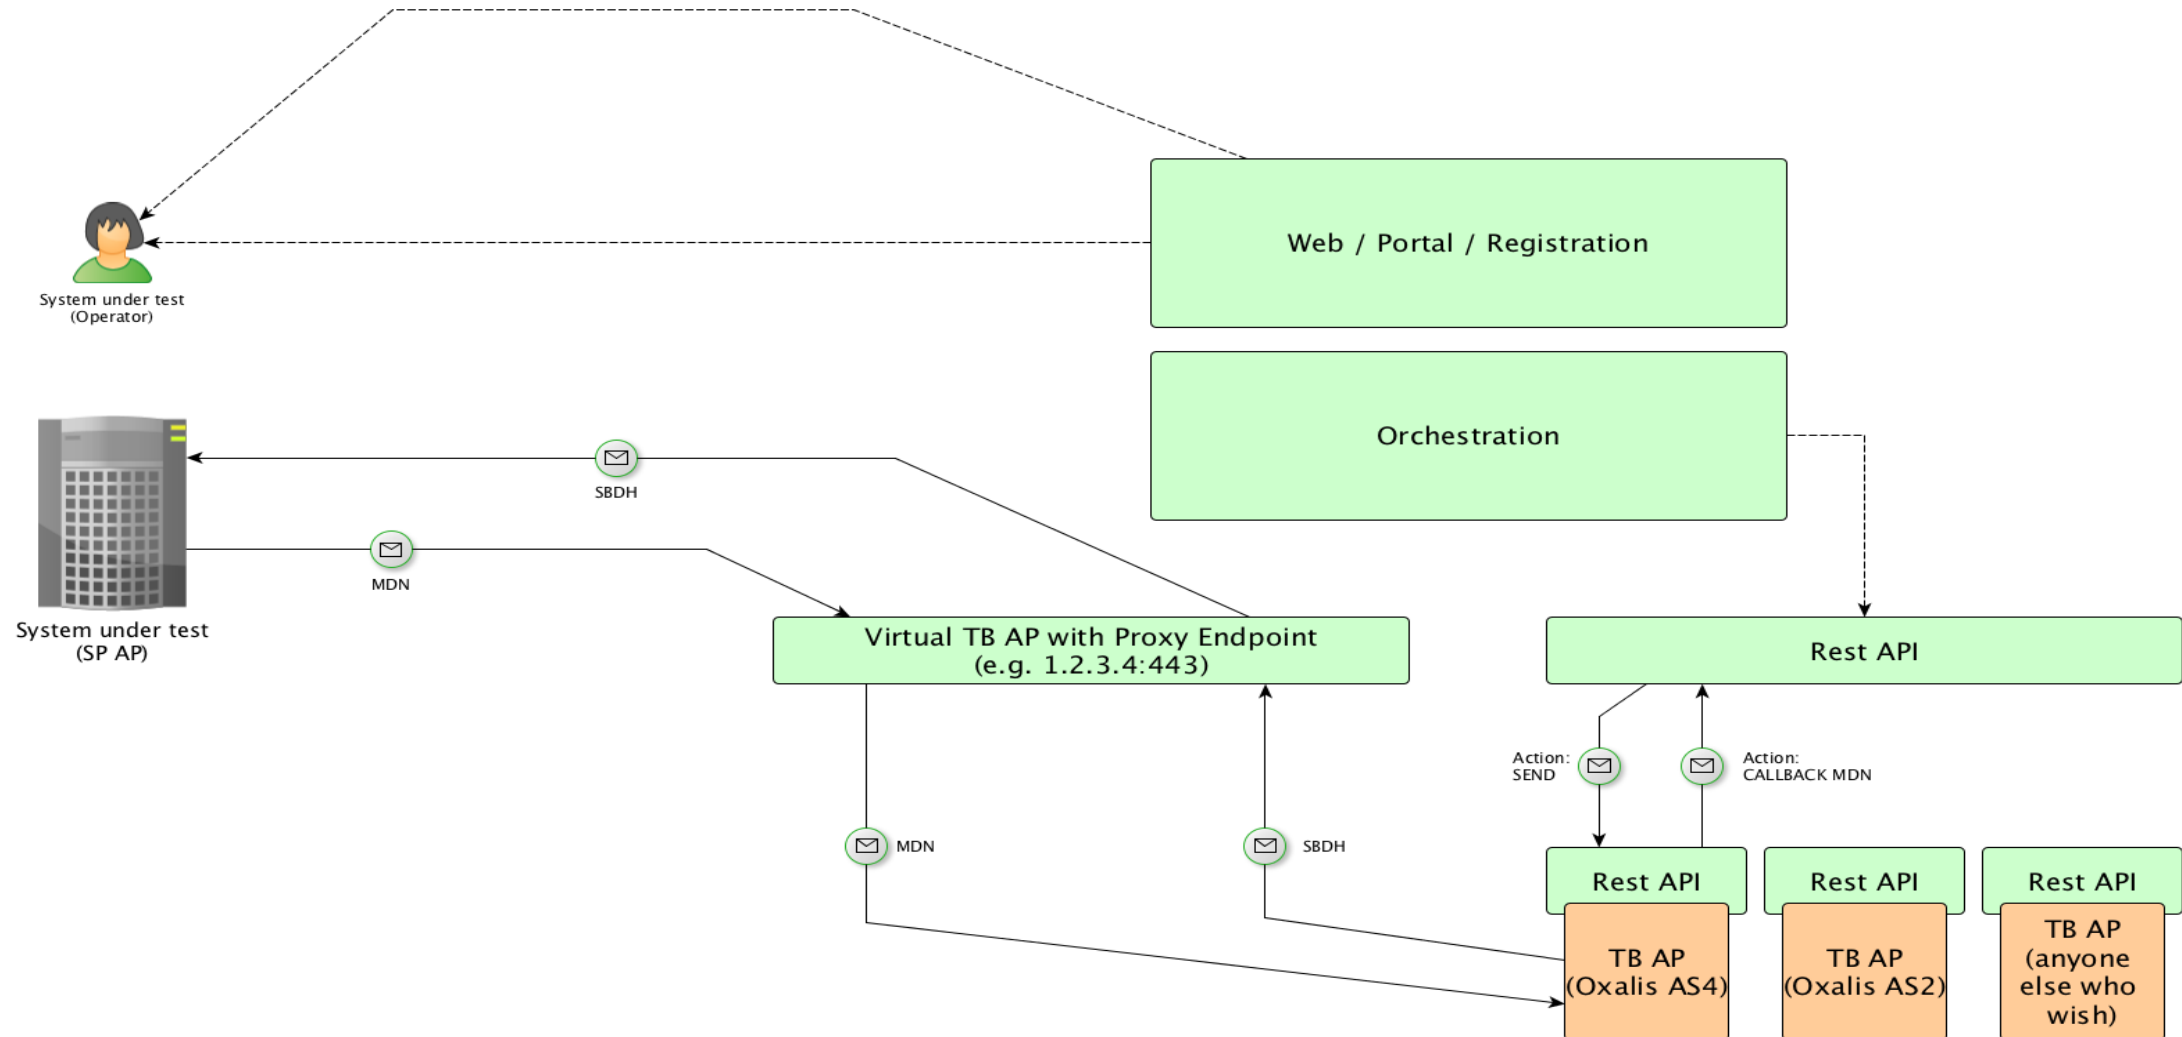 Web / Portal / Registration
System under test
(Operator)
Orchestration
SBDH
MDN
System under test
(SP AP)
Virtual TB AP with Proxy Endpoint
(e.g. 1.2.3.4:443)
Rest API
Action:
SEND
Action:
CALLBACK MDN
MDN
SBDH
Rest API
Rest API
Rest API
TB AP
(Oxalis AS4)
TB AP
(Oxalis AS2)
TB AP
(anyone
else who
wish)